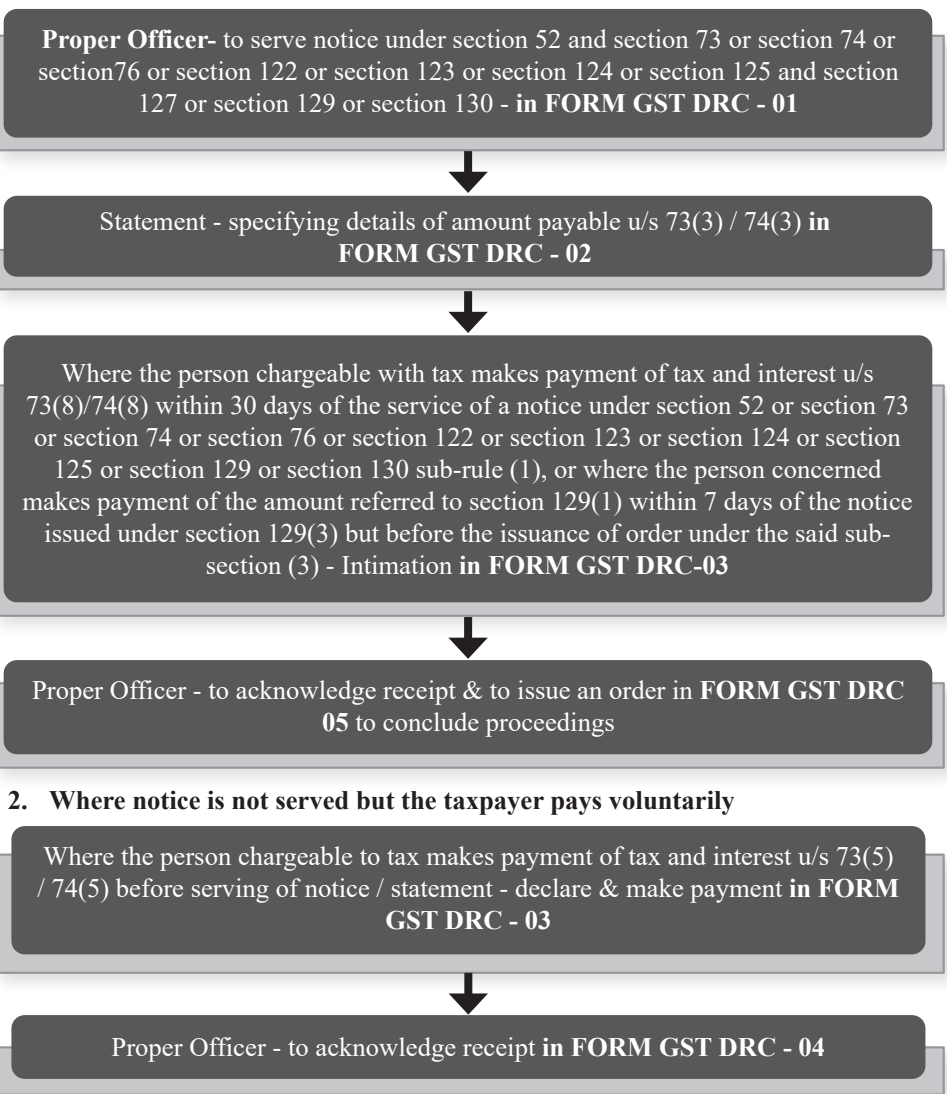 Proper Officer- to serve notice under section 52 and section 73 or section 74 or
section76 or section 122 or section 123 or section 124 or section 125 and section
127 or section 129 or section 130 - in FORM GST DRC - 01
Statement - specifying details of amount payable u/s 73(3) / 74(3) in
FORM GST DRC - 02
Where the person chargeable with tax makes payment of tax and interest u/s
73(8)/74(8) within 30 days of the service of a notice under section 52 or section 73
or section 74 or section 76 or section 122 or section 123 or section 124 or section
125 or section 129 or section 130 sub-rule (1), or where the person concerned
makes payment of the amount referred to section 129(1) within 7 days of the notice
issued under section 129(3) but before the issuance of order under the said sub-
section (3) - Intimation in FORM GST DRC-03
Proper Officer - to acknowledge receipt & to issue an order in FORM GST DRC
05 to conclude proceedings
2. Where notice is not served but the taxpayer pays voluntarily
Where the person chargeable to tax makes payment of tax and interest u/s 73(5)
/ 74(5) before serving of notice / statement - declare & make payment in FORM
GST DRC - 03
Proper Officer - to acknowledge receipt in FORM GST DRC - 04